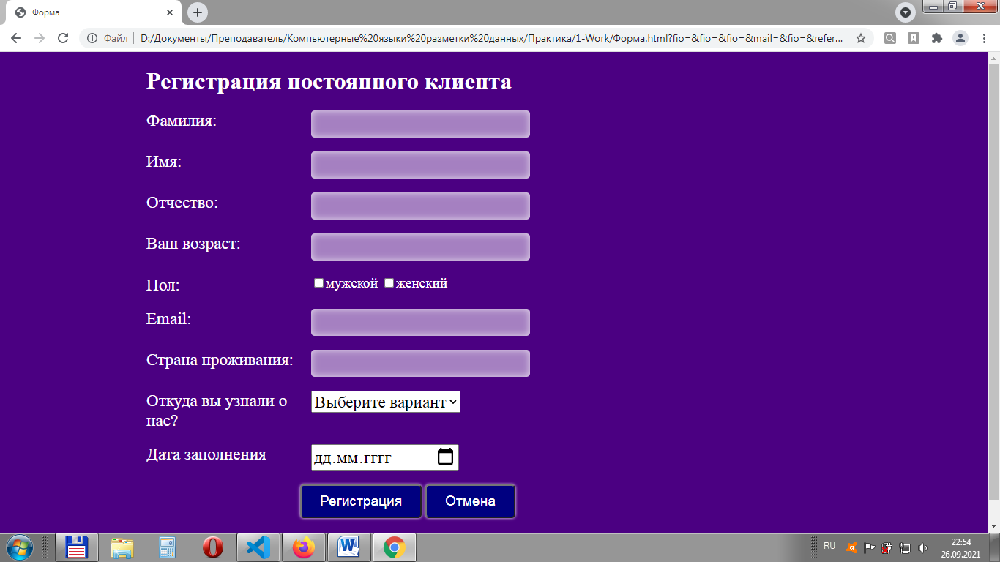 Форма
Файл
D:/Документы/Преподаватель/Компьютерные%20языки%20разметки%20данных/Практика/1-Work/Форма.html?fio=&fio=&fio=&mail=&fio=&refer...
Регистрация постоянного клиента
Фамилия:
Имя:
Отчество:
Ваш возраст:
Пол:
мужской женский
Email:
Страна проживания:
Откуда вы узнали о
нас?
Выберите вариант
Дата заполнения
дд.мм.гггг
Регистрация Отмена
RU
22:54
26.09.2021